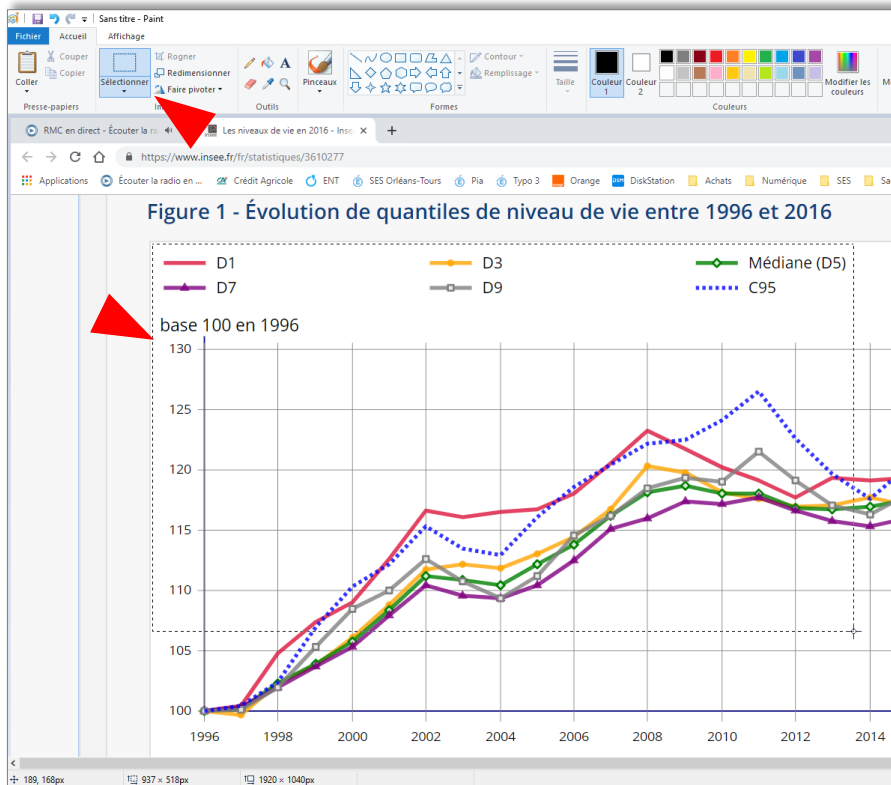 Sans titre - Paint
Fichier Accueil Affichage
Coller
Couper
Copier
Presse-papiers
Sélectionner
Rogner
Redimensionner
Faire pivoter
Outils
Pinceaux
Formes
Contour
Remplissage
Taille
Couleur 1
Couleur 2
Couleurs
Modifier les couleurs
RMC en direct - Écouter la ra
Les niveaux de vie en 2016 - Inse
https://www.insee.fr/fr/statistiques/3610277
Applications Écouter la radio en ... Crédit Agricole ENT SES Orléans-Tours Pia Typo 3 Orange DiskStation Achats Numérique SES Sa
Figure 1 - Évolution de quantiles de niveau de vie entre 1996 et 2016
D1 D3 Médiane (D5)
D7 D9 C95
base 100 en 1996
130
125
120
115
110
105
100
1996 1998 2000 2002 2004 2006 2008 2010 2012 2014
189, 168px 937 × 518px 1920 × 1040px